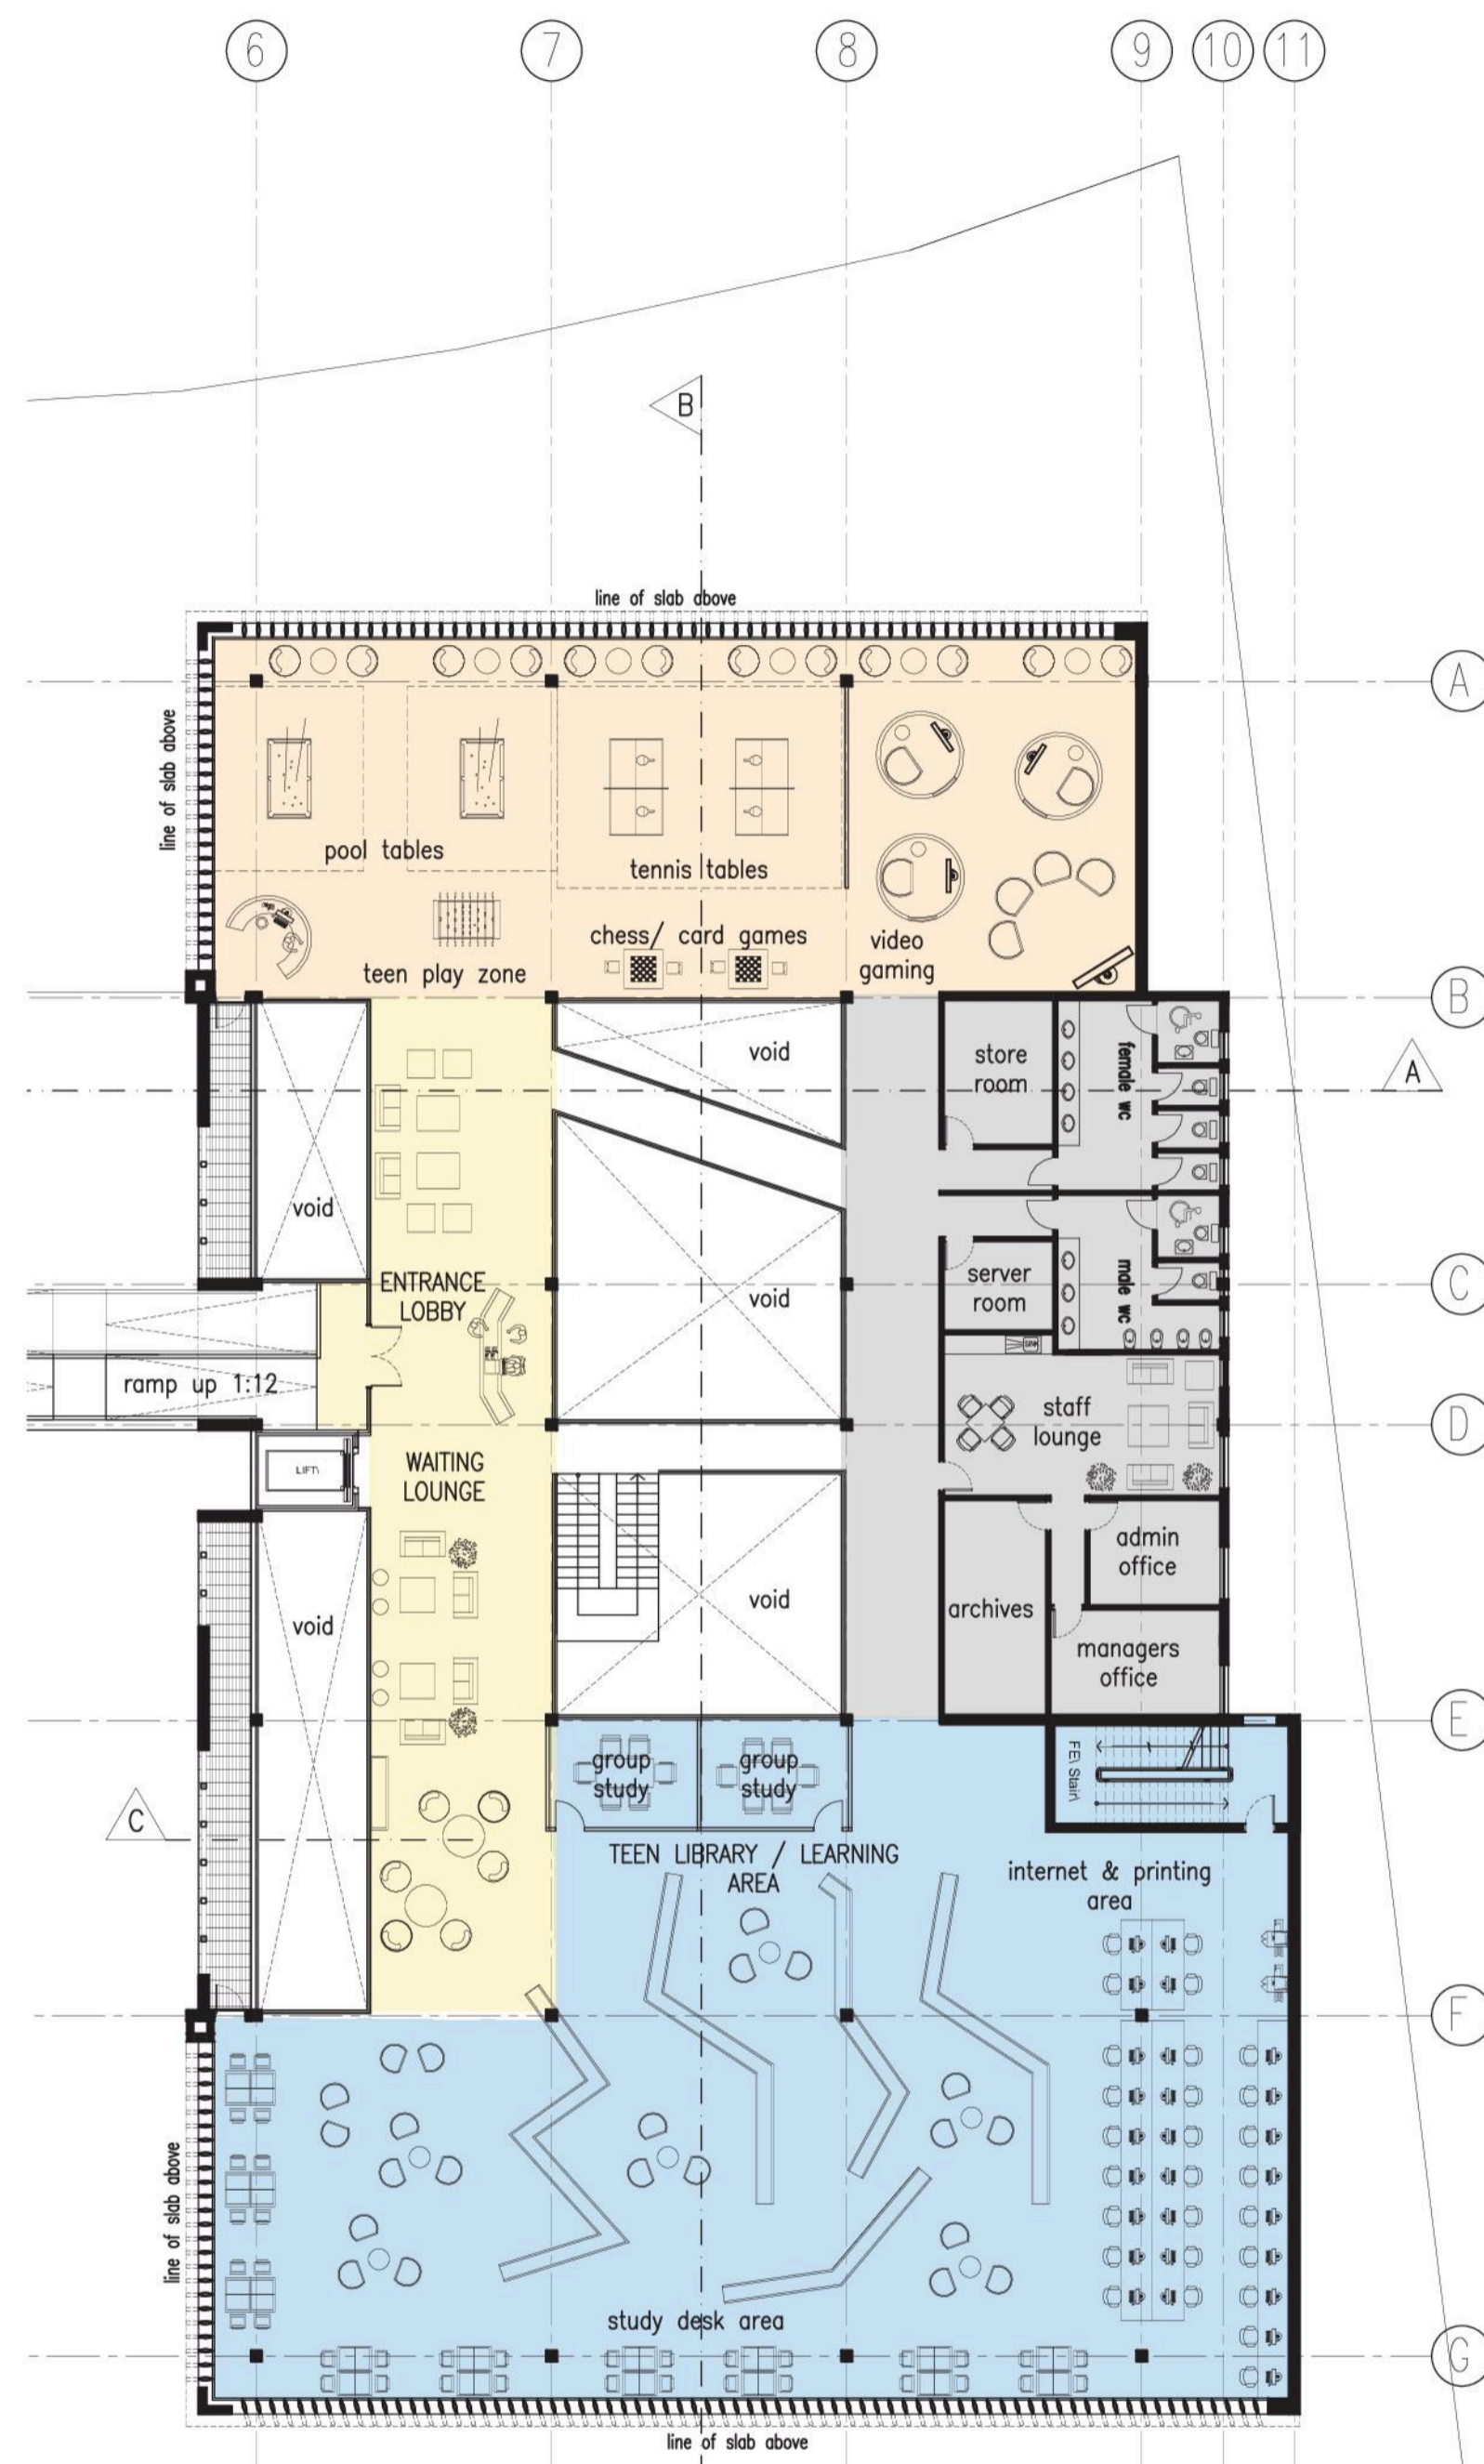 6
7
8
9
10
11
B
line of slab above
line of slab above
A
pool tables
tennis tables
chess/ card games
video
gaming
teen play zone
B
void
store
room
female wc
A
void
ENTRANCE
LOBBY
void
server
room
male wc
C
ramp up 1:12
staff
lounge
D
WAITING
LOUNGE
LIFT\
void
void
admin
office
archives
managers
office
E
group
study
group
study
FE\ Stair\
C
TEEN LIBRARY / LEARNING
AREA
internet & printing
area
F
line of slab above
study desk area
G
line of slab above